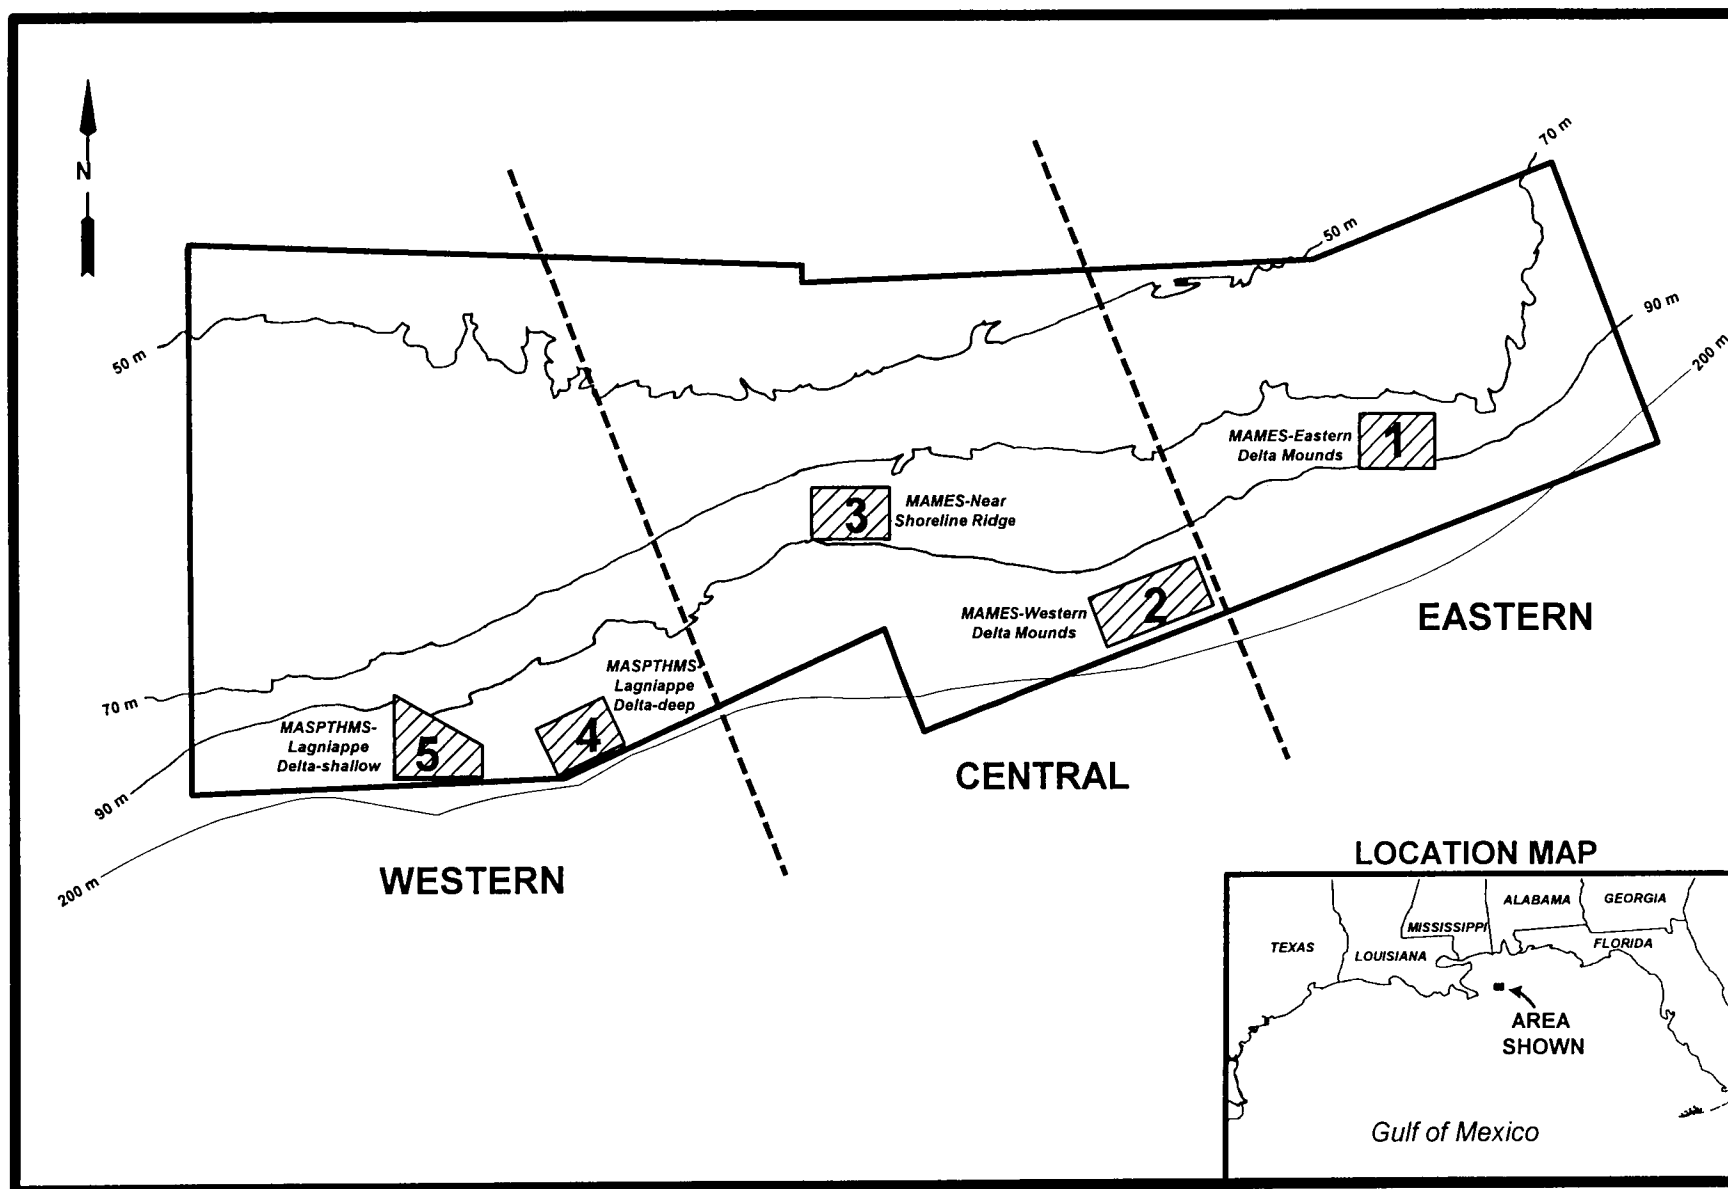 N
70 m
50 m
90 m
200 m
50 m
MAMES-Eastern
Delta Mounds
1
3
MAMES-Near
Shoreline Ridge
MAMES-Western
Delta Mounds
2
EASTERN
70 m
MASPTHMS-
Lagniappe
Delta-shallow
5
MASPTHMS
Lagniappe
Delta-deep
4
90 m
CENTRAL
200 m
WESTERN
LOCATION MAP
TEXAS
LOUISIANA
MISSISSIPPI
ALABAMA
GEORGIA
FLORIDA
AREA
SHOWN
Gulf of Mexico